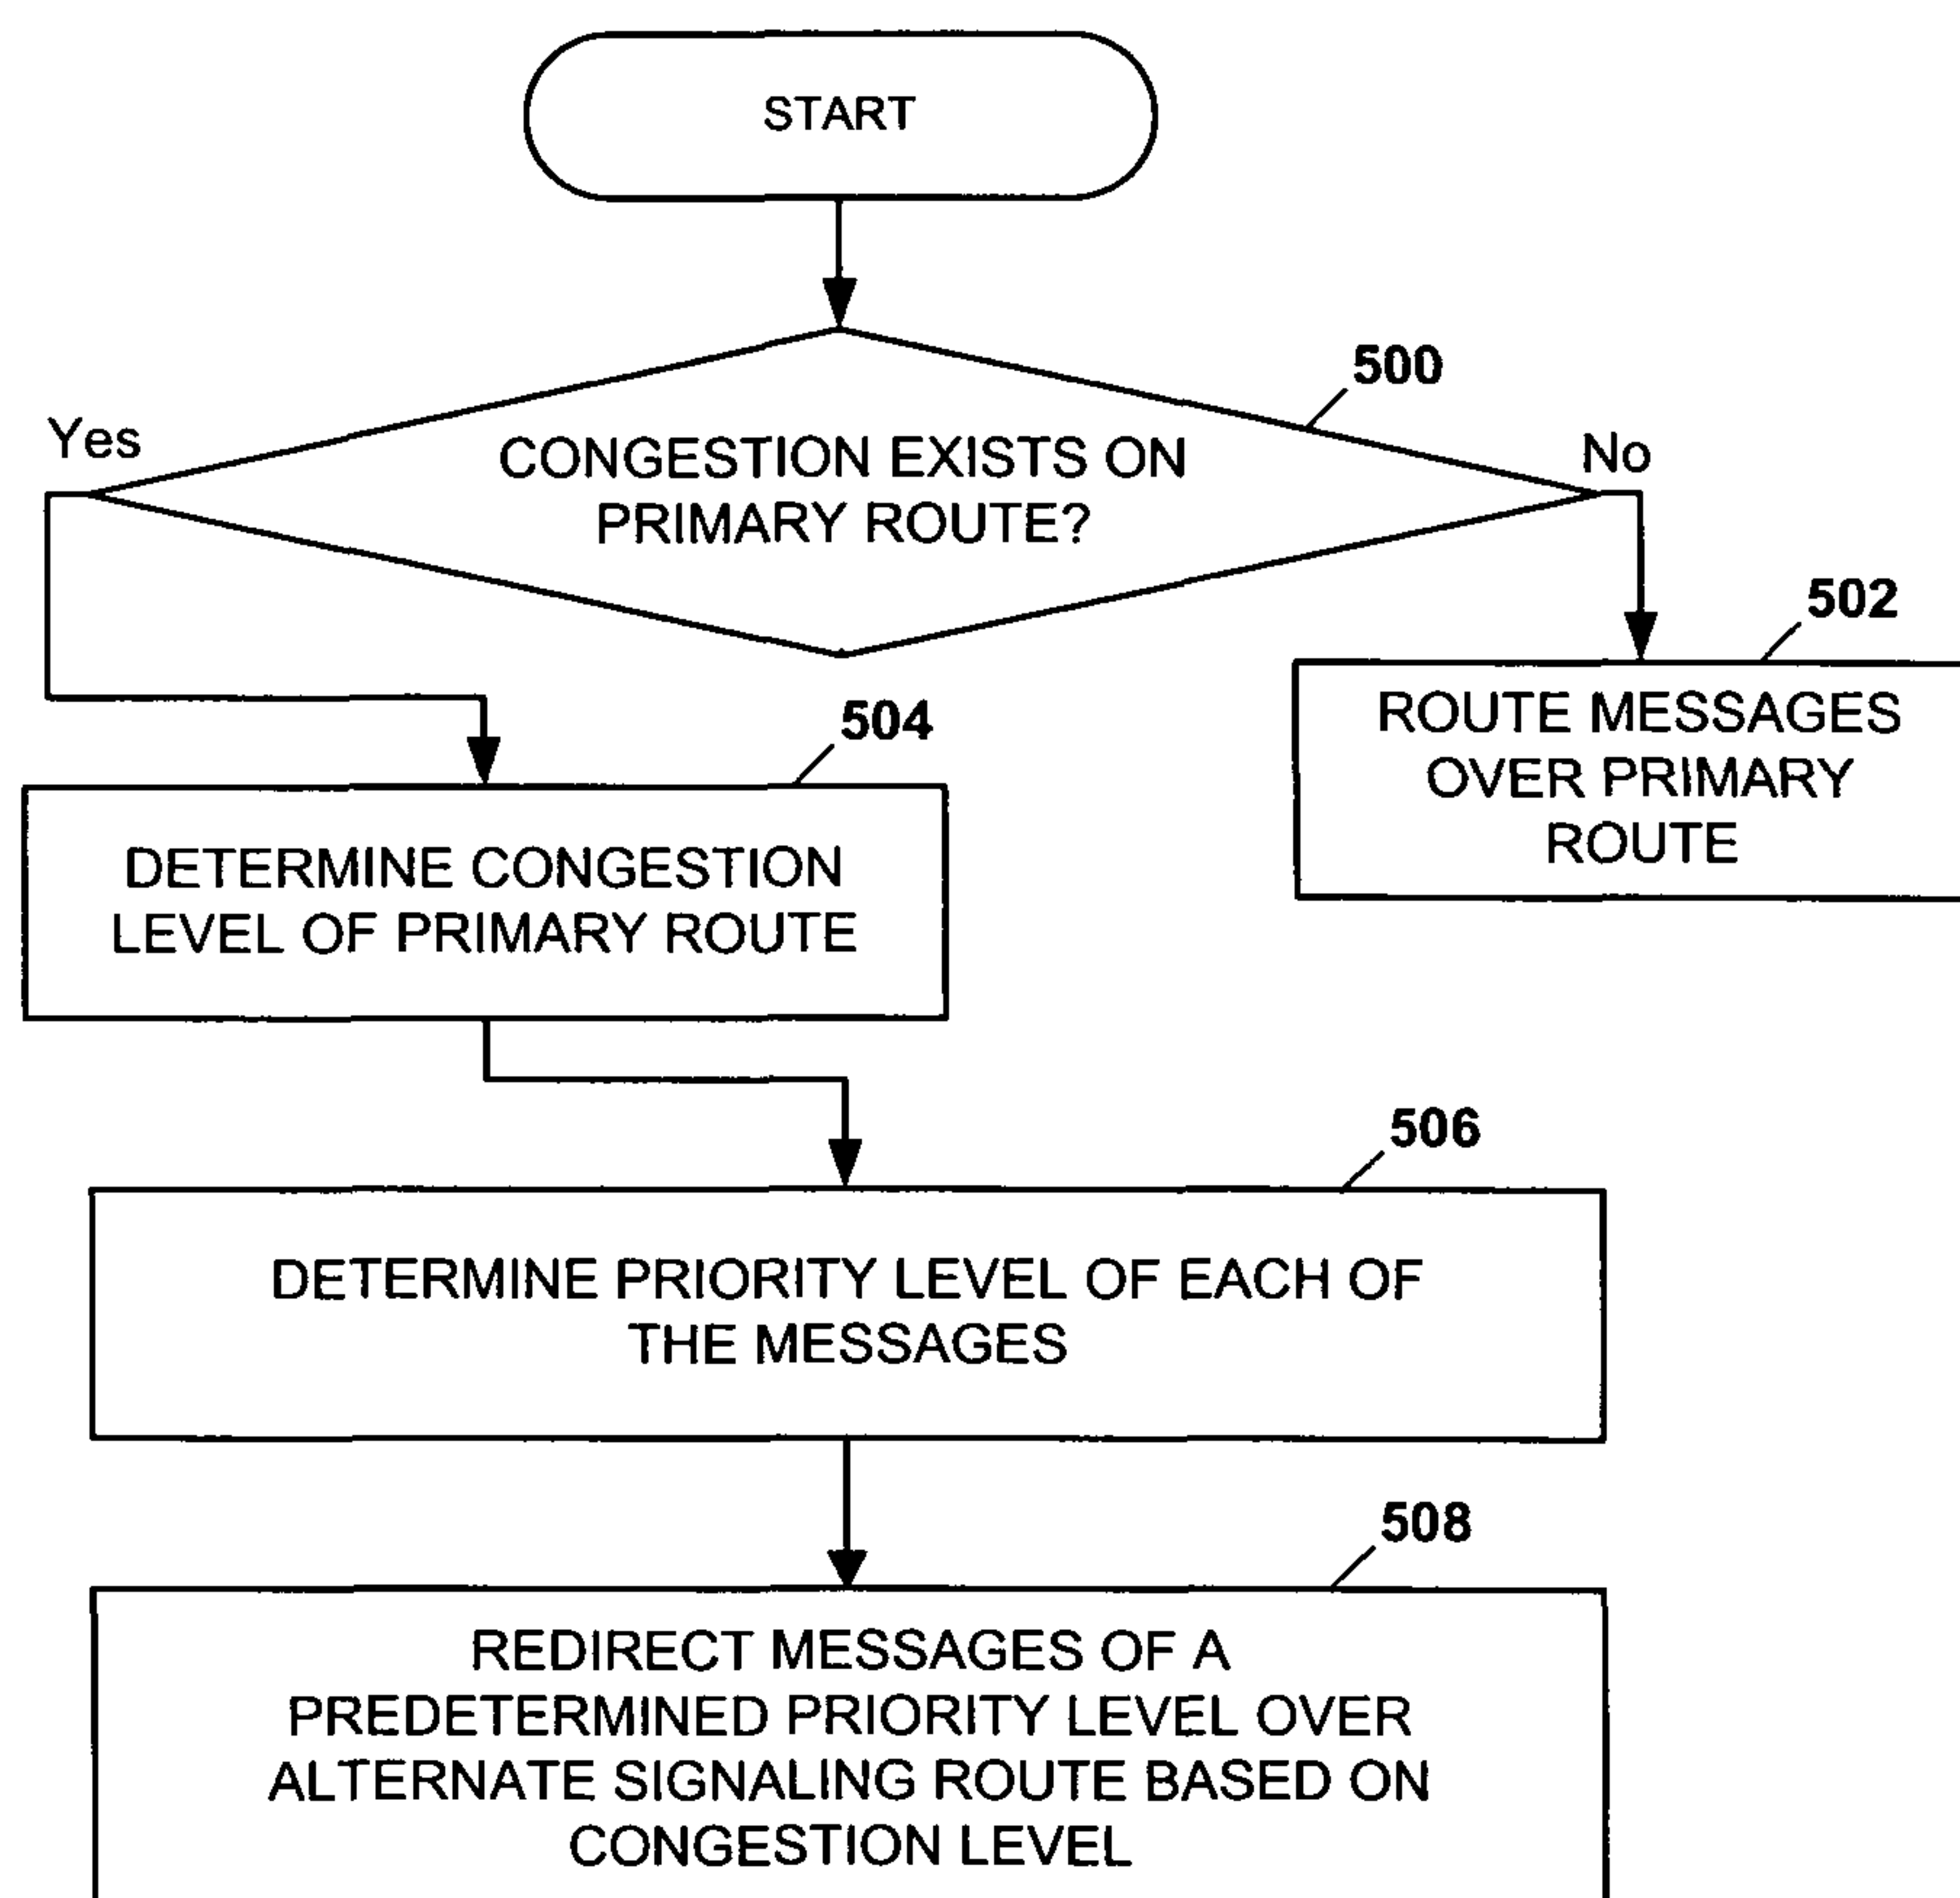 START
500
Yes
CONGESTION EXISTS ON
PRIMARY ROUTE?
No
502
ROUTE MESSAGES
OVER PRIMARY
ROUTE
504
DETERMINE CONGESTION
LEVEL OF PRIMARY ROUTE
506
DETERMINE PRIORITY LEVEL OF EACH OF
THE MESSAGES
508
REDIRECT MESSAGES OF A
PREDETERMINED PRIORITY LEVEL OVER
ALTERNATE SIGNALING ROUTE BASED ON
CONGESTION LEVEL